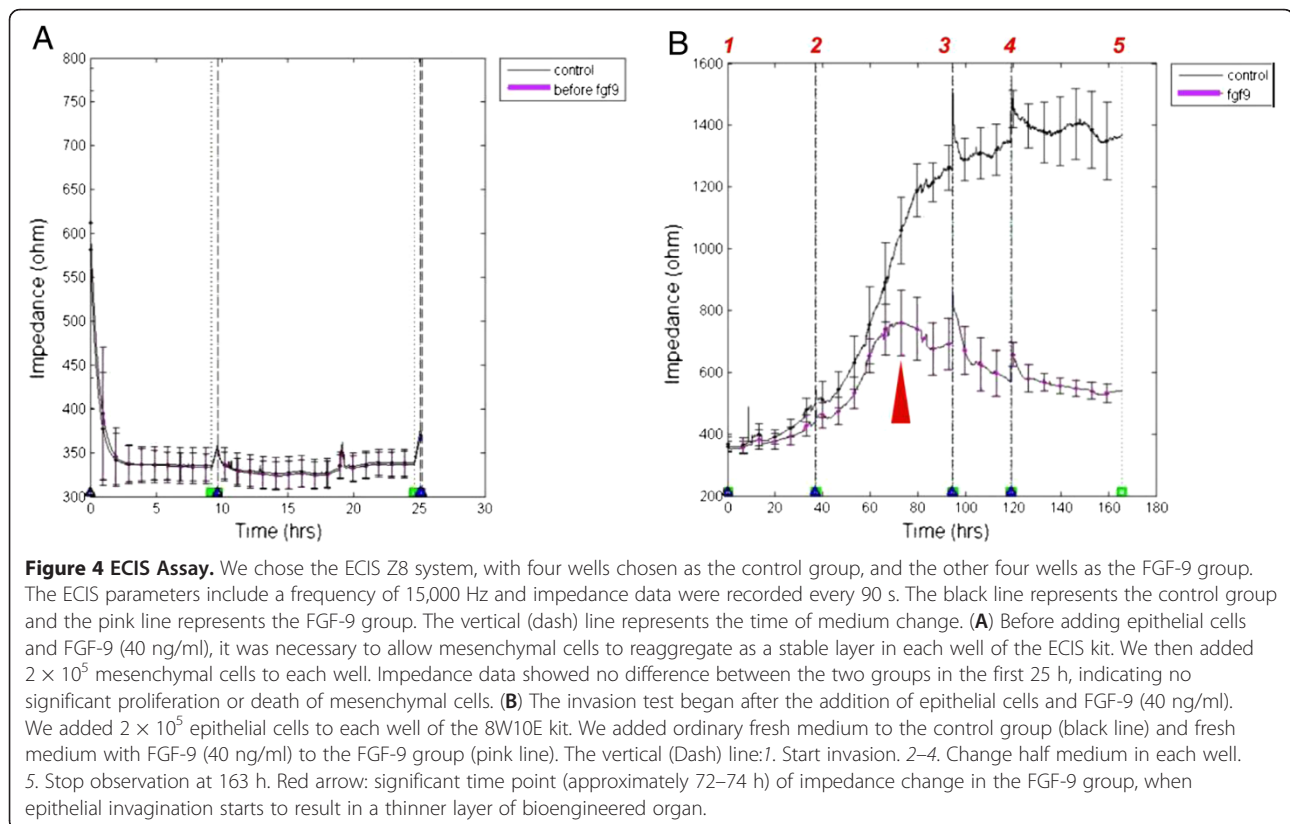 A
800
750
700
650
600
550
500
450
400
350
300
Impedance (ohm)
0 5 10 15 20 25 30
Time (hrs)
control
before fgf9
B
1 2 3 4 5
1400
1200
1000
800
600
400
200
Impedance (ohm)
0 20 40 60 80 100 120 140 160 180
Time (hrs)
control
fgf9
Figure 4 ECIS Assay. We chose the ECIS Z8 system, with four wells chosen as the control group, and the other four wells as the FGF-9 group.
The ECIS parameters include a frequency of 15,000 Hz and impedance data were recorded every 90 s. The black line represents the control group
and the pink line represents the FGF-9 group. The vertical (dash) line represents the time of medium change. (A) Before adding epithelial cells
and FGF-9 (40 ng/ml), it was necessary to allow mesenchymal cells to reaggregate as a stable layer in each well of the ECIS kit. We then added
2 × 10⁵ mesenchymal cells to each well. Impedance data showed no difference between the two groups in the first 25 h, indicating no
significant proliferation or death of mesenchymal cells. (B) The invasion test began after the addition of epithelial cells and FGF-9 (40 ng/ml).
We added 2 × 10⁵ epithelial cells to each well of the 8W10E kit. We added ordinary fresh medium to the control group (black line) and fresh
medium with FGF-9 (40 ng/ml) to the FGF-9 group (pink line). The vertical (Dash) line:1. Start invasion. 2–4. Change half medium in each well.
5. Stop observation at 163 h. Red arrow: significant time point (approximately 72–74 h) of impedance change in the FGF-9 group, when
epithelial invagination starts to result in a thinner layer of bioengineered organ.